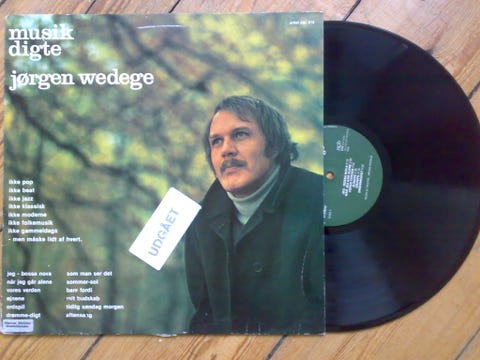 musik
digte
jørgen wedege
ikke pop
ikke beat
ikke jazz
ikke klassisk
ikke moderne
ikke folkemusik
ikke gammeldags
- men måske lidt af hvert.
UDGÅET
jeg - bossa nova
når jeg går alene
vores verden
øjnene
ordspil
drømme-digt
som man ser det
sommer-sol
bare fordi
mit budskab
tidlig søndag morgen
aftensang